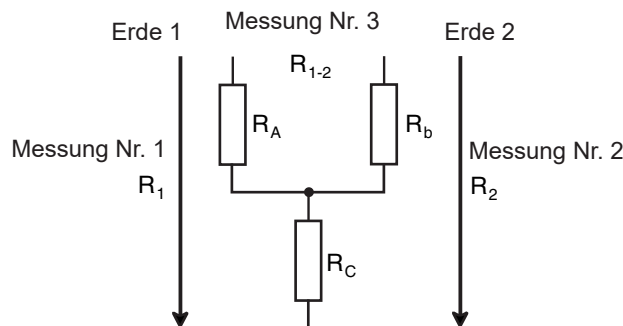 Messung Nr. 3
Erde 1
Erde 2
R1-2
RA
Rb
Messung Nr. 1
R1
Messung Nr. 2
R2
RC